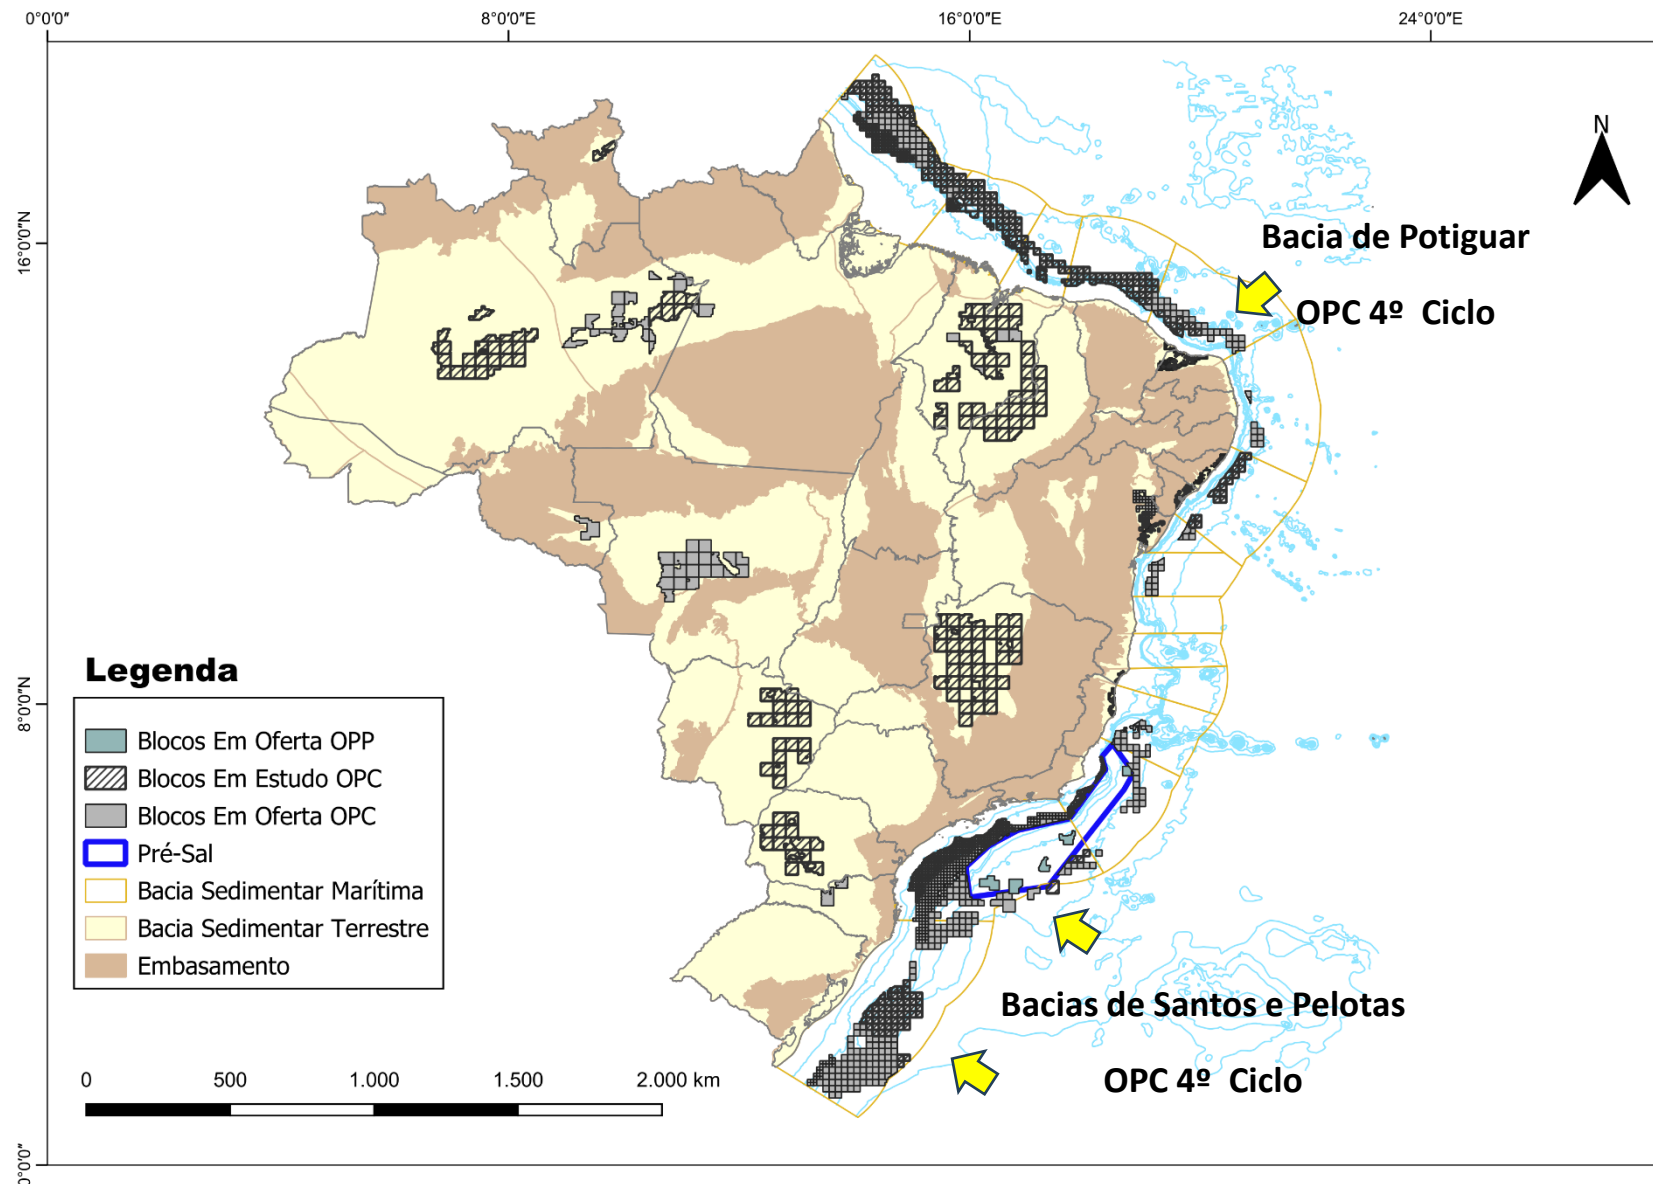 0°0'0"
8°0'0"E
16°0'0"E
24°0'0"E
N
16°0'0"N
Bacia de Potiguar
OPC 4º Ciclo
8°0'0"N
Legenda
Blocos Em Oferta OPP
Blocos Em Estudo OPC
Blocos Em Oferta OPC
Pré-Sal
Bacia Sedimentar Marítima
Bacia Sedimentar Terrestre
Embasamento
Bacias de Santos e Pelotas
OPC 4º Ciclo
0 500 1.000 1.500 2.000 km
0°0'0"